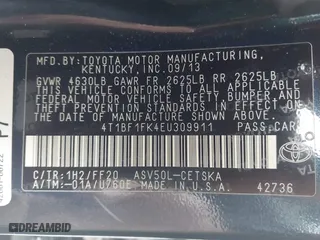 MFD. BY: TOYOTA MOTOR MANUFACTURING,
KENTUCKY, INC. 09/13
GVWR 4630LB GAWR FR 2625LB RR 2625LB
THIS VEHICLE CONFORMS TO ALL APPLICABLE
FEDERAL MOTOR VEHICLE SAFETY, BUMPER, AND
THEFT PREVENTION STANDARDS IN EFFECT ON
THE DATE OF MANUFACTURE SHOWN ABOVE.
4T1BF1FK4EU309911 PASS. CAR
C/TR:1H2/FF20 ASV50L-CETSKA
A/TM:-01A/U760E MADE IN U.S.A.
42736
TOYOTA
DREAMBID